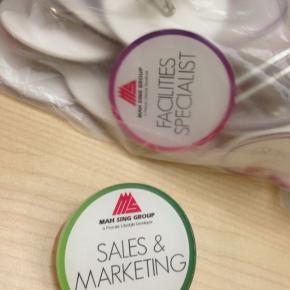 MAH SING GROUP
FACILITIES
SPECIALIST
MAH SING GROUP
a Premier Lifestyle Developer
SALES &
MARKETING